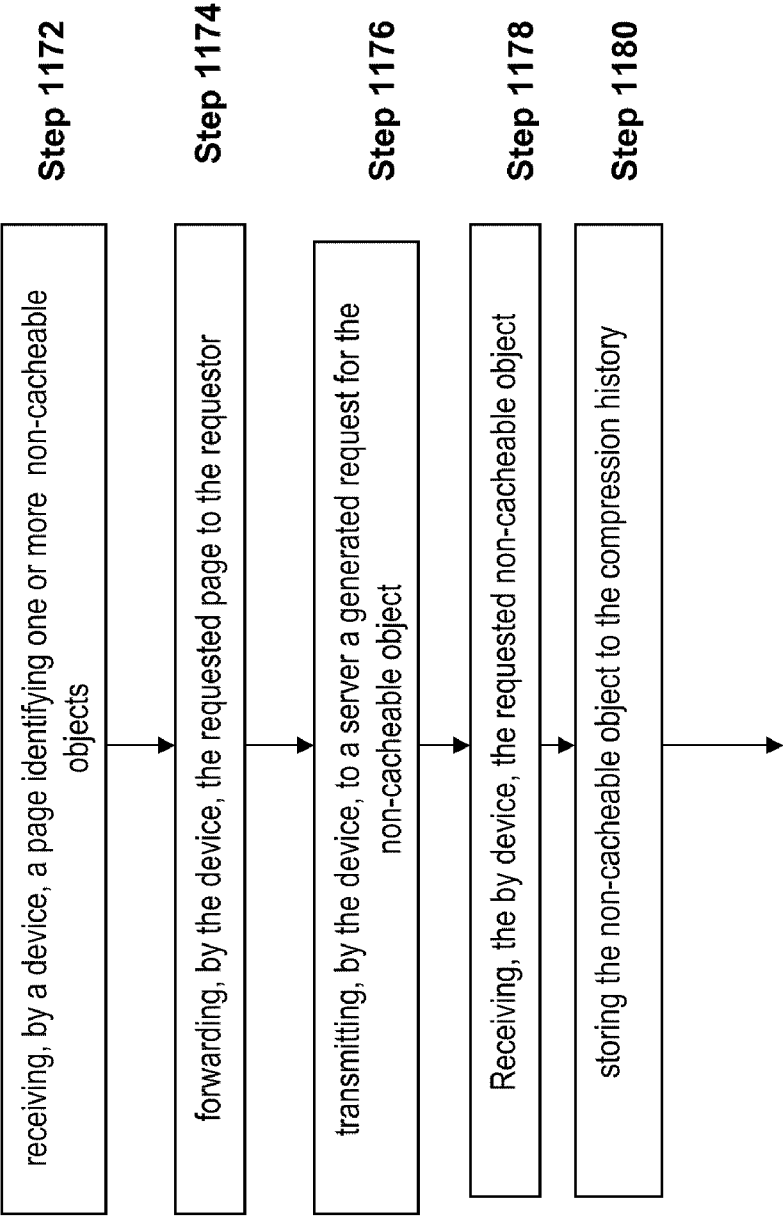 receiving, by a device, a page identifying one or more non-cacheable
objects
Step 1172
forwarding, by the device, the requested page to the requestor
Step 1174
transmitting, by the device, to a server a generated request for the
non-cacheable object
Step 1176
Receiving, the by device, the requested non-cacheable object
Step 1178
storing the non-cacheable object to the compression history
Step 1180